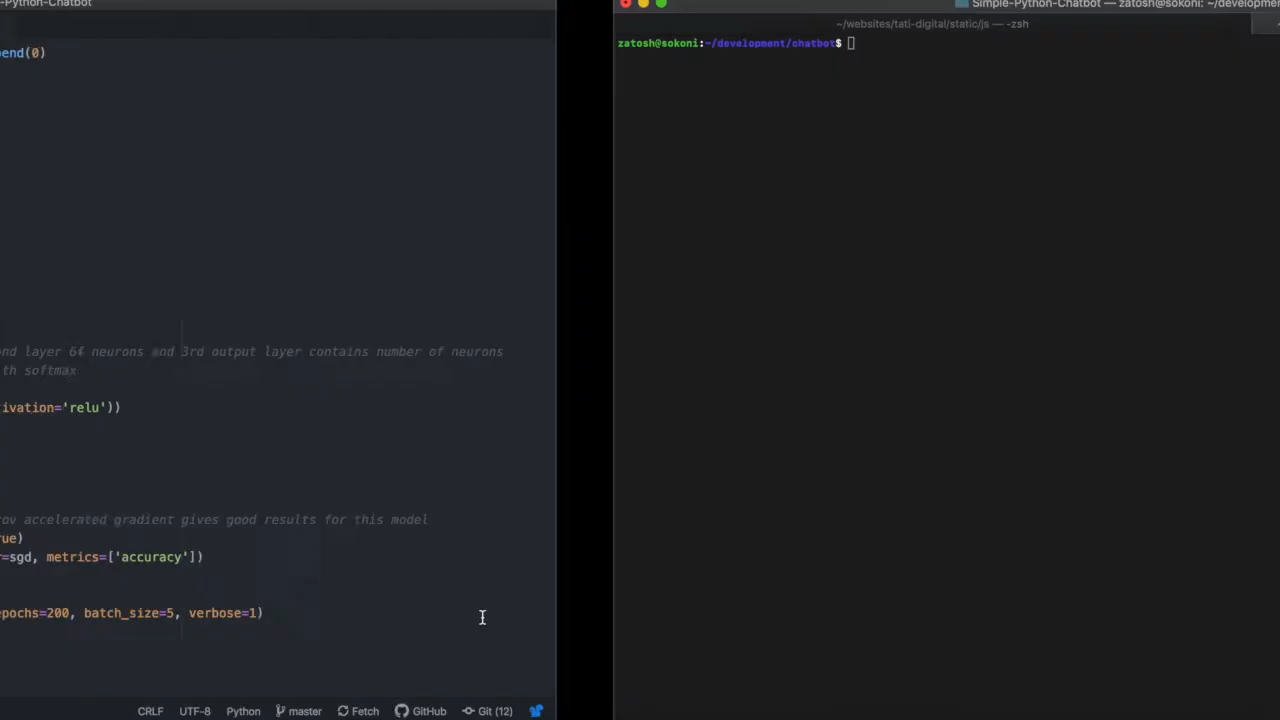 -Python-Chatbot
end(0)
nd layer 64 neurons and 3rd output layer contains number of neurons
th softmax
ivation='relu'))
ov accelerated gradient gives good results for this model
ue)
=sgd, metrics=['accuracy'])
pochs=200, batch_size=5, verbose=1)
CRLF UTF-8 Python master Fetch GitHub Git (12)
Simple-Python-Chatbot — zatosh@sokoni: ~/developmen
~/websites/tati-digital/static/js — -zsh
zatosh@sokoni:~/development/chatbot$